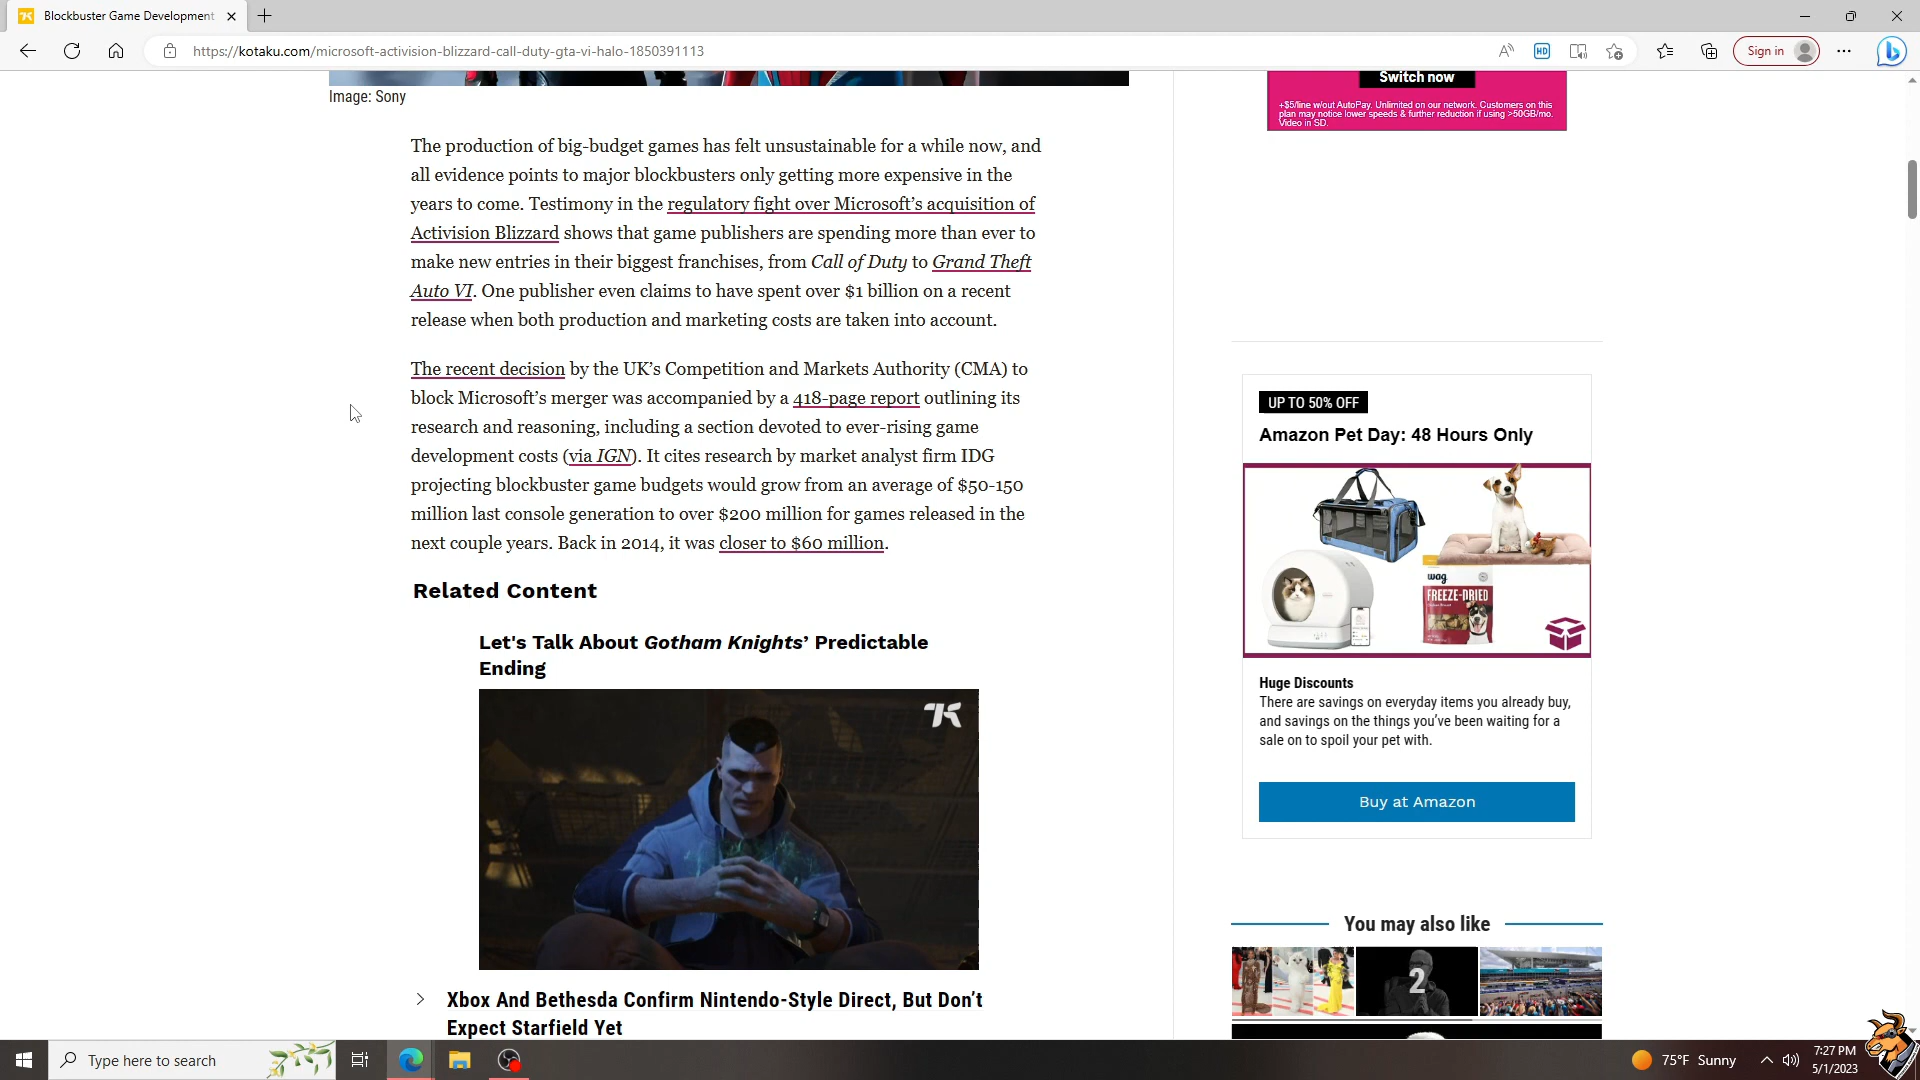 Blockbuster Game Development
https://kotaku.com/microsoft-activision-blizzard-call-duty-gta-vi-halo-1850391113
HD
Sign in
Image: Sony
The production of big-budget games has felt unsustainable for a while now, and
all evidence points to major blockbusters only getting more expensive in the
years to come. Testimony in the regulatory fight over Microsoft’s acquisition of
Activision Blizzard shows that game publishers are spending more than ever to
make new entries in their biggest franchises, from Call of Duty to Grand Theft
Auto VI. One publisher even claims to have spent over $1 billion on a recent
release when both production and marketing costs are taken into account.
The recent decision by the UK’s Competition and Markets Authority (CMA) to
block Microsoft’s merger was accompanied by a 418-page report outlining its
research and reasoning, including a section devoted to ever-rising game
development costs (via IGN). It cites research by market analyst firm IDG
projecting blockbuster game budgets would grow from an average of $50-150
million last console generation to over $200 million for games released in the
next couple years. Back in 2014, it was closer to $60 million.
Related Content
Let's Talk About Gotham Knights’ Predictable
Ending
Xbox And Bethesda Confirm Nintendo-Style Direct, But Don’t
Expect Starfield Yet
Switch now
+$5/line w/out AutoPay. Unlimited on our network. Customers on this
plan may notice lower speeds & further reduction if using >50GB/mo.
Video in SD.
UP TO 50% OFF
Amazon Pet Day: 48 Hours Only
wag
FREEZE-DRIED
Huge Discounts
There are savings on everyday items you already buy,
and savings on the things you’ve been waiting for a
sale on to spoil your pet with.
Buy at Amazon
You may also like
2
Type here to search
75°F Sunny
7:27 PM
5/1/2023